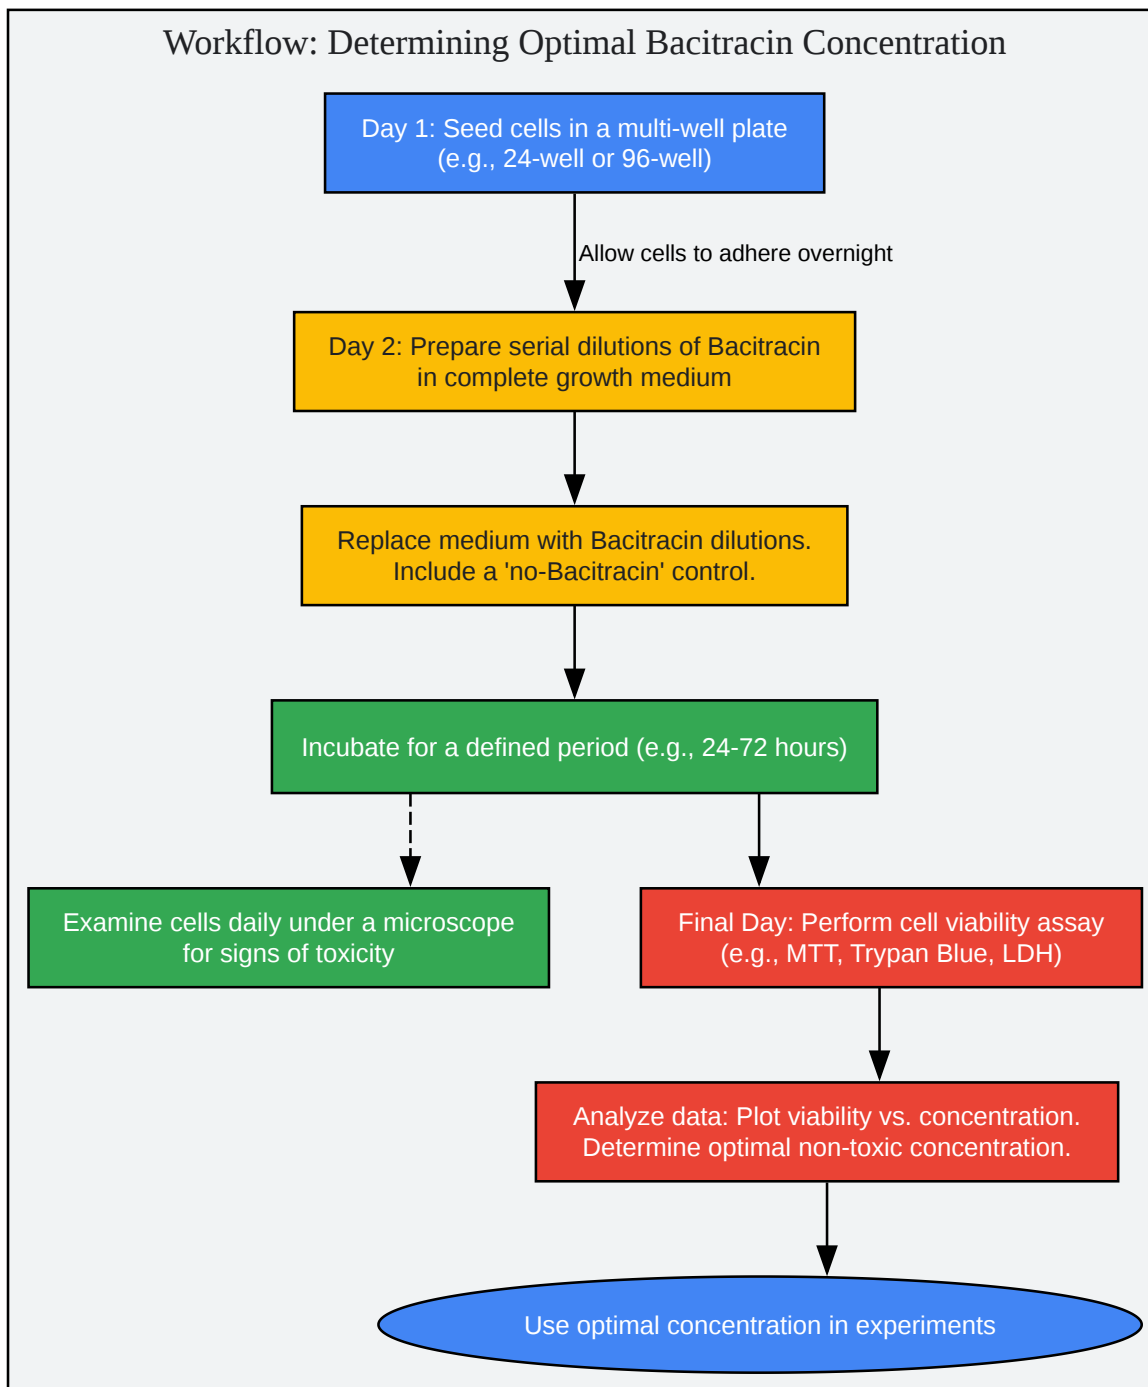 Workflow: Determining Optimal Bacitracin Concentration
Day 1: Seed cells in a multi-well plate
(e.g., 24-well or 96-well)
Allow cells to adhere overnight
Day 2: Prepare serial dilutions of Bacitracin
in complete growth medium
Replace medium with Bacitracin dilutions.
Include a 'no-Bacitracin' control.
Incubate for a defined period (e.g., 24-72 hours)
Examine cells daily under a microscope
for signs of toxicity
Final Day: Perform cell viability assay
(e.g., MTT, Trypan Blue, LDH)
Analyze data: Plot viability vs. concentration.
Determine optimal non-toxic concentration.
Use optimal concentration in experiments